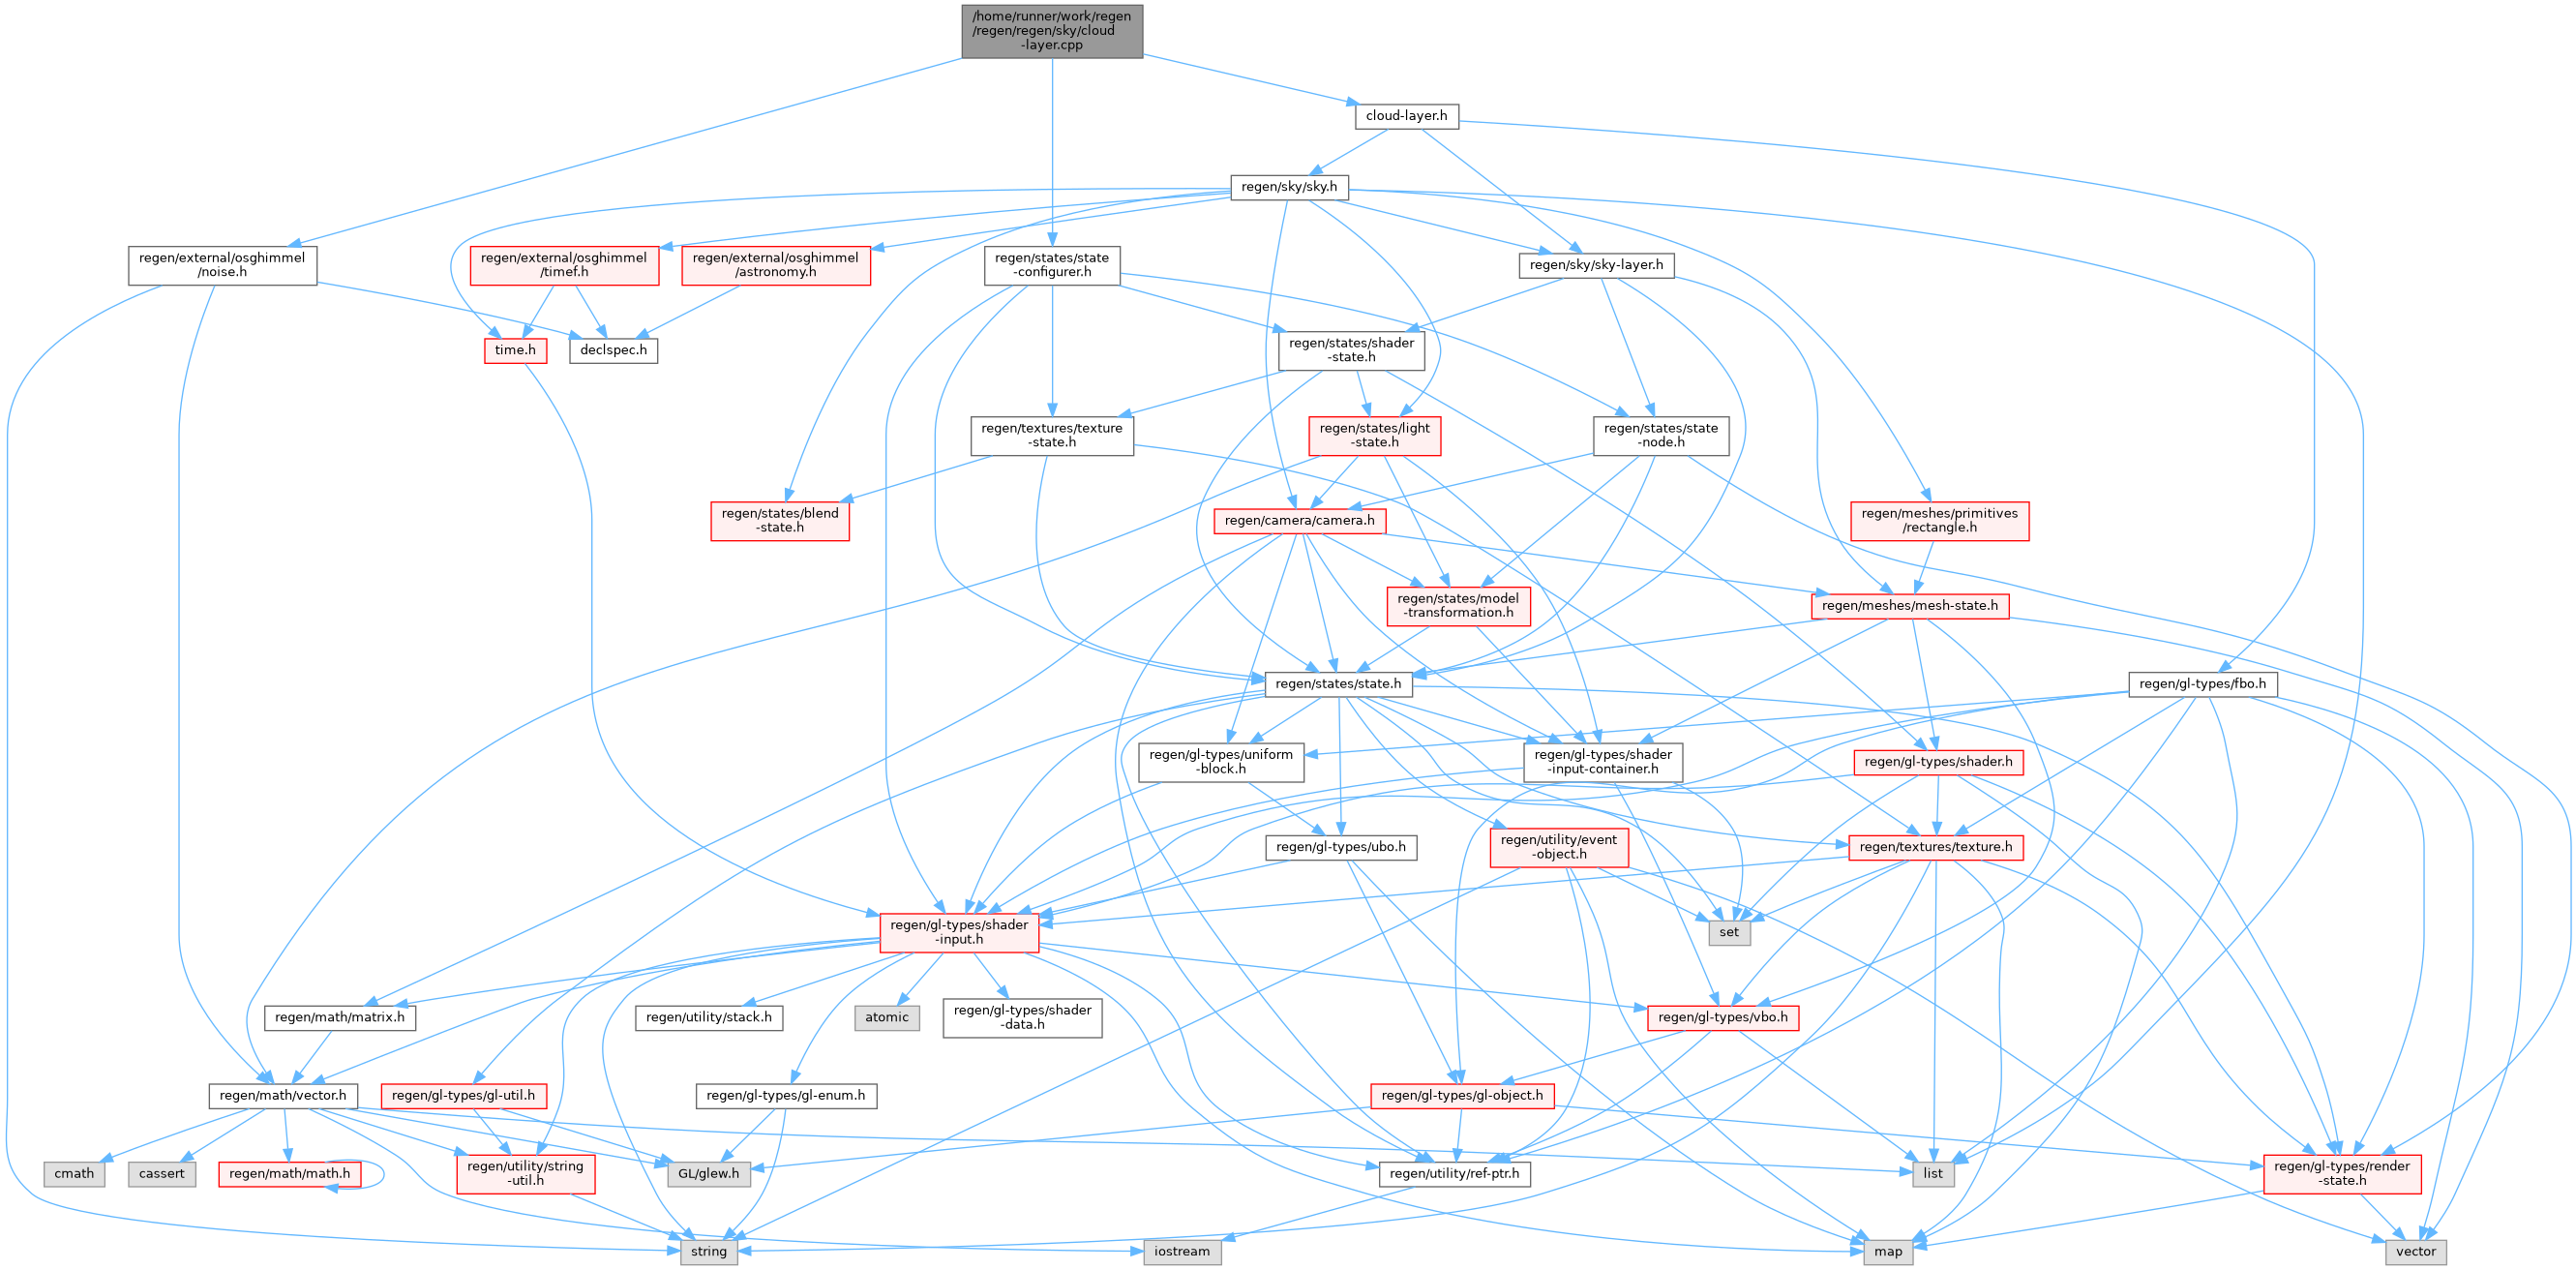 /home/runner/work/regen
/regen/regen/sky/cloud
-layer.cpp
cloud-layer.h
regen/sky/sky.h
regen/external/osghimmel
/noise.h
regen/external/osghimmel
/timef.h
regen/external/osghimmel
/astronomy.h
regen/states/state
-configurer.h
regen/sky/sky-layer.h
time.h
declspec.h
regen/states/shader
-state.h
regen/textures/texture
-state.h
regen/states/light
-state.h
regen/states/state
-node.h
regen/states/blend
-state.h
regen/camera/camera.h
regen/meshes/primitives
/rectangle.h
regen/states/model
-transformation.h
regen/meshes/mesh-state.h
regen/states/state.h
regen/gl-types/fbo.h
regen/gl-types/uniform
-block.h
regen/gl-types/shader
-input-container.h
regen/gl-types/shader.h
regen/gl-types/ubo.h
regen/utility/event
-object.h
regen/textures/texture.h
regen/gl-types/shader
-input.h
set
regen/math/matrix.h
regen/utility/stack.h
atomic
regen/gl-types/shader
-data.h
regen/gl-types/vbo.h
regen/math/vector.h
regen/gl-types/gl-util.h
regen/gl-types/gl-enum.h
regen/gl-types/gl-object.h
cmath
cassert
regen/math/math.h
regen/utility/string
-util.h
GL/glew.h
regen/utility/ref-ptr.h
list
regen/gl-types/render
-state.h
string
iostream
map
vector